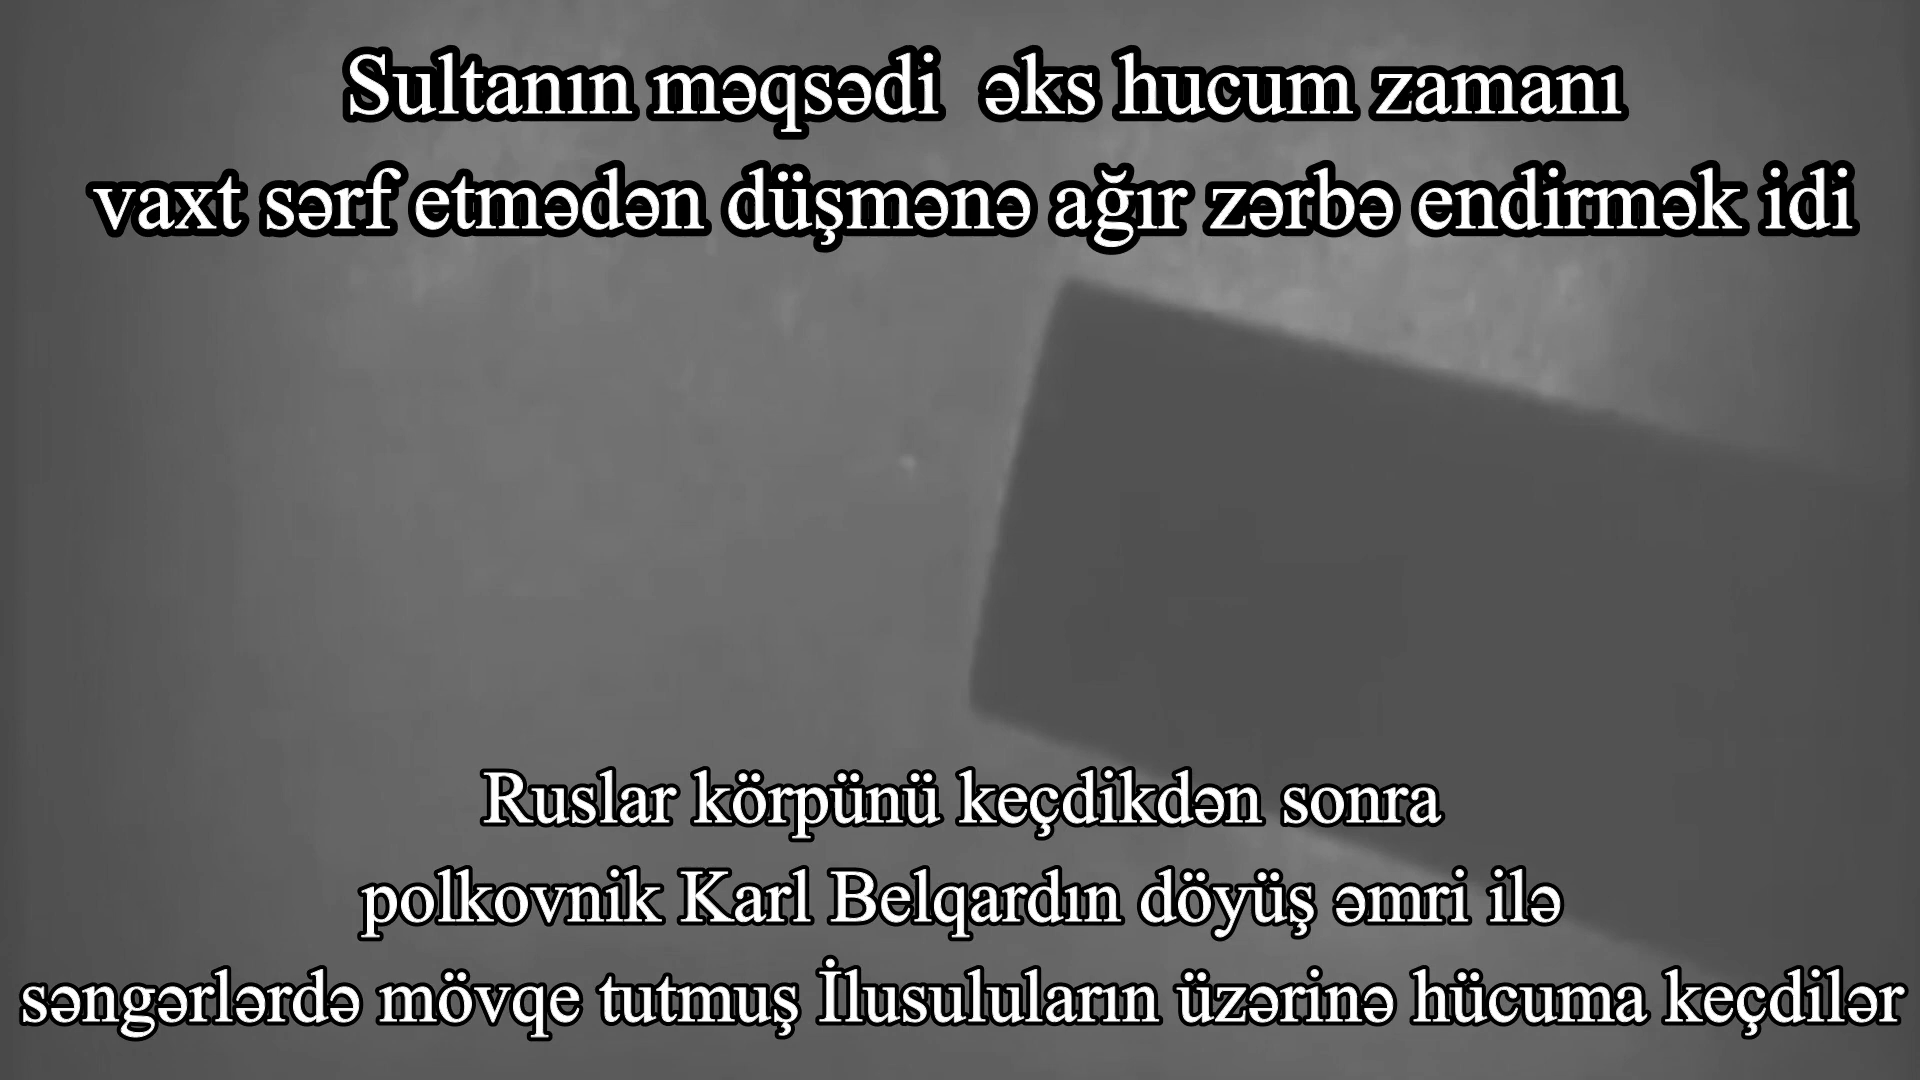 Sultanın məqsədi  əks hucum zamanı
vaxt sərf etmədən düşmənə ağır zərbə endirmək idi
Ruslar körpünü keçdikdən sonra
polkovnik Karl Belqardın döyüş əmri ilə
səngərlərdə mövqe tutmuş İlusuluların üzərinə hücuma keçdilər